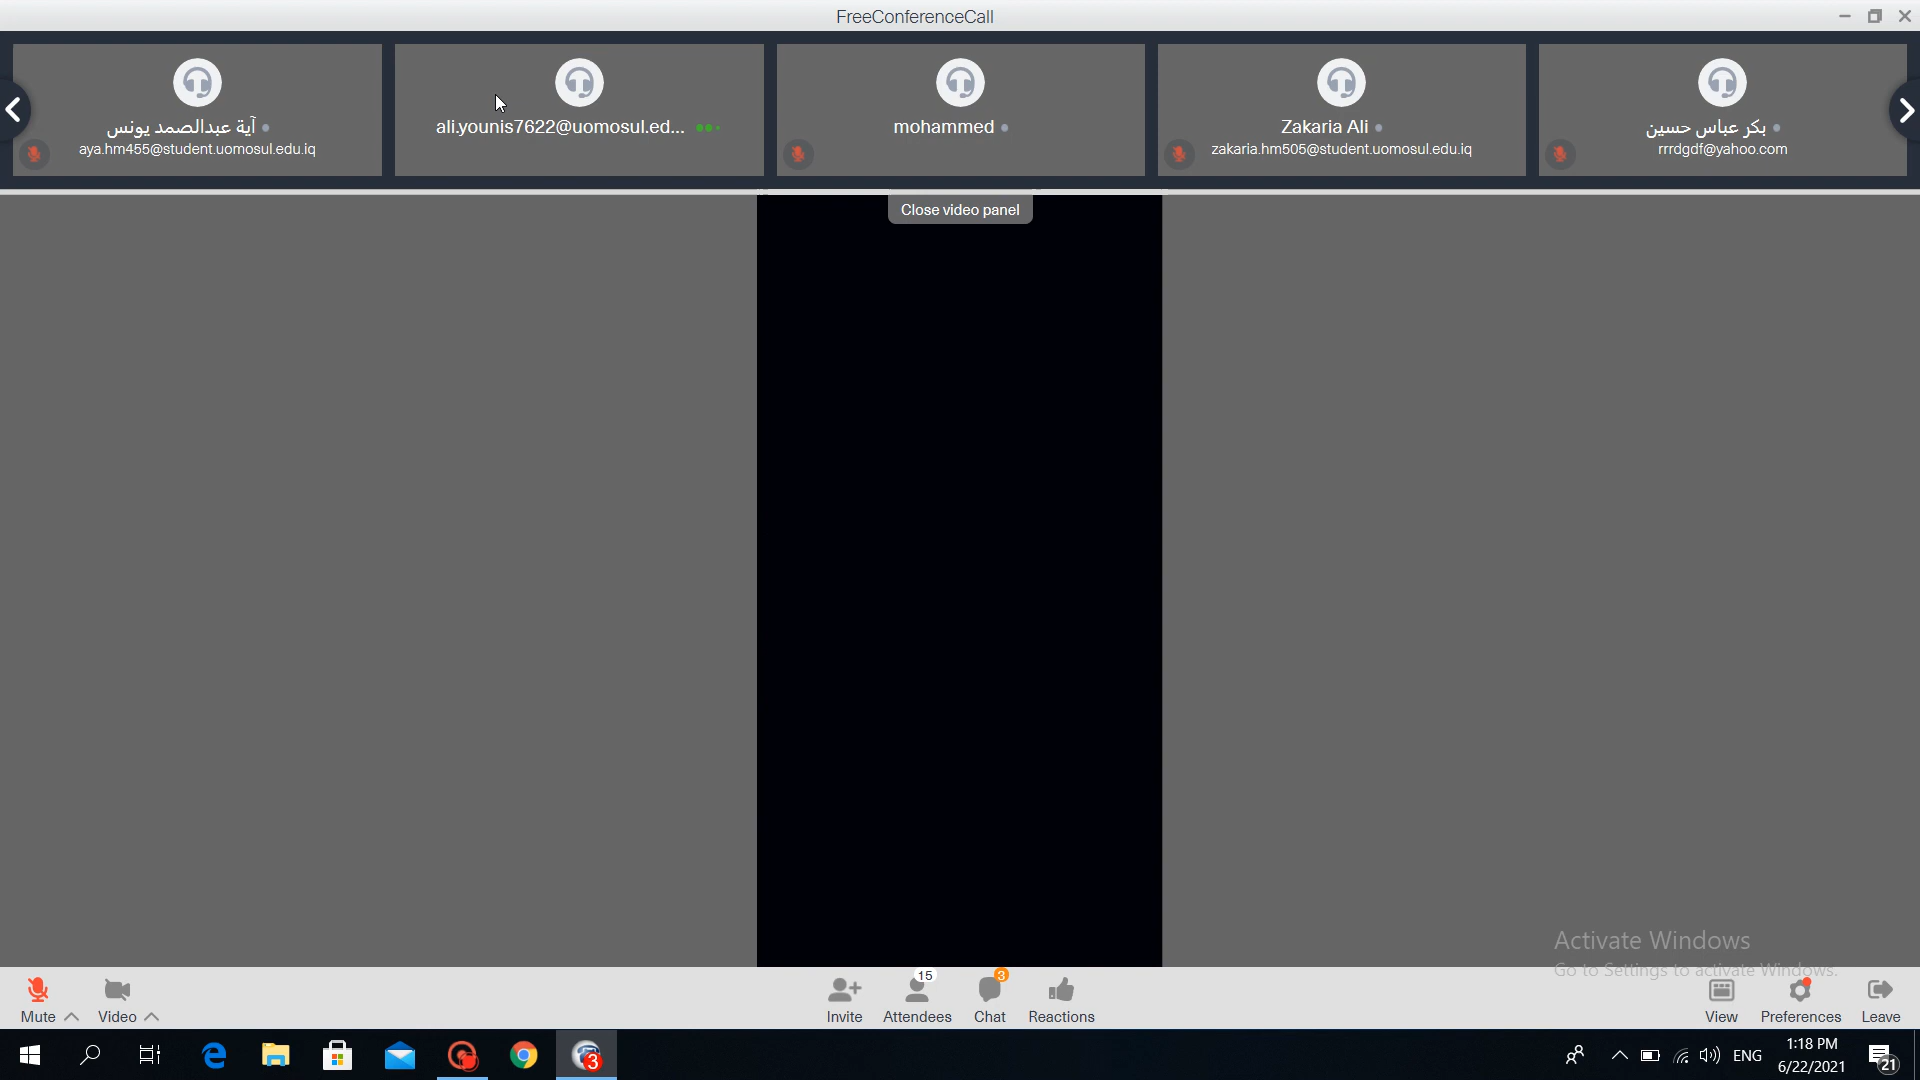 FreeConferenceCall
آية عبدالصمد يونس
aya.hm455@student.uomosul.edu.iq
ali.younis7622@uomosul.ed...
mohammed
Zakaria Ali
zakaria.hm505@student.uomosul.edu.iq
بكر عباس حسين
rrrdgdf@yahoo.com
Close video panel
Activate Windows
Go to Settings to activate Windows.
Mute
Video
Invite
15
Attendees
3
Chat
Reactions
View
Preferences
Leave
3
ENG
1:18 PM
6/22/2021
21